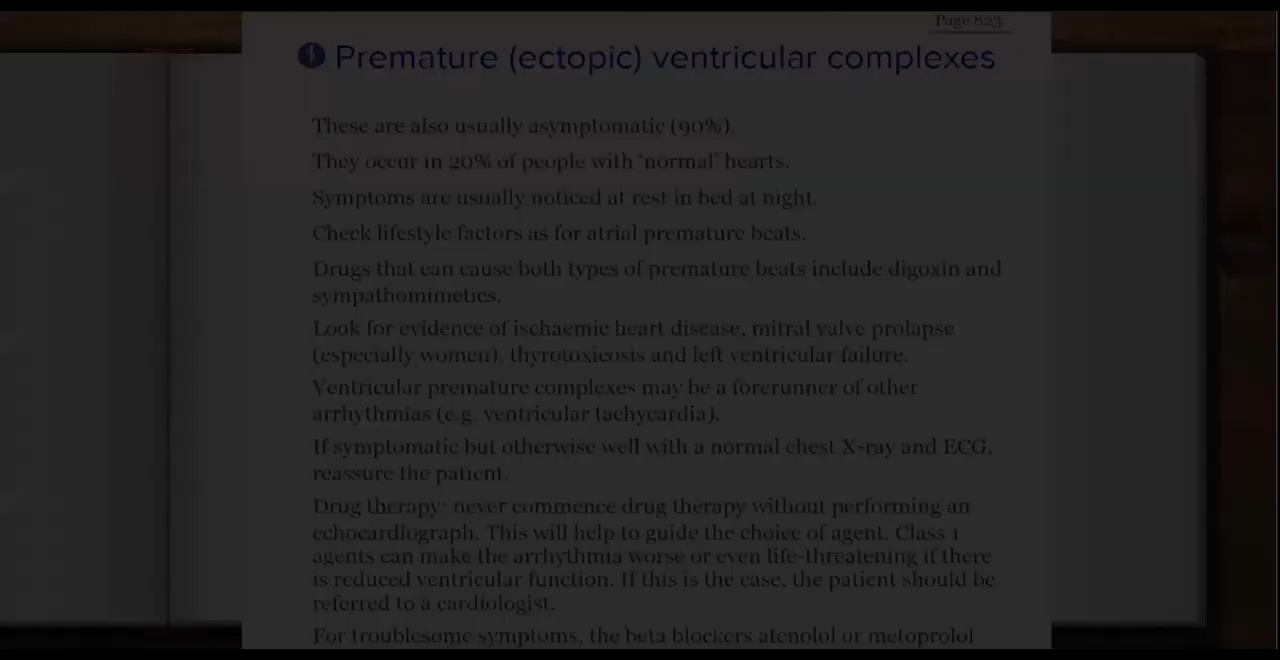 Page 823
Premature (ectopic) ventricular complexes
These are also usually asymptomatic (90%).
They occur in 20% of people with 'normal' hearts.
Symptoms are usually noticed at rest in bed at night.
Check lifestyle factors as for atrial premature beats.
Drugs that can cause both types of premature beats include digoxin and
sympathomimetics.
Look for evidence of ischaemic heart disease, mitral valve prolapse
(especially women), thyrotoxicosis and left ventricular failure.
Ventricular premature complexes may be a forerunner of other
arrhythmias (e.g. ventricular tachycardia).
If symptomatic but otherwise well with a normal chest X-ray and ECG,
reassure the patient.
Drug therapy: never commence drug therapy without performing an
echocardiograph. This will help to guide the choice of agent. Class 1
agents can make the arrhythmia worse or even life-threatening if there
is reduced ventricular function. If this is the case, the patient should be
referred to a cardiologist.
For troublesome symptoms, the beta blockers atenolol or metoprolol